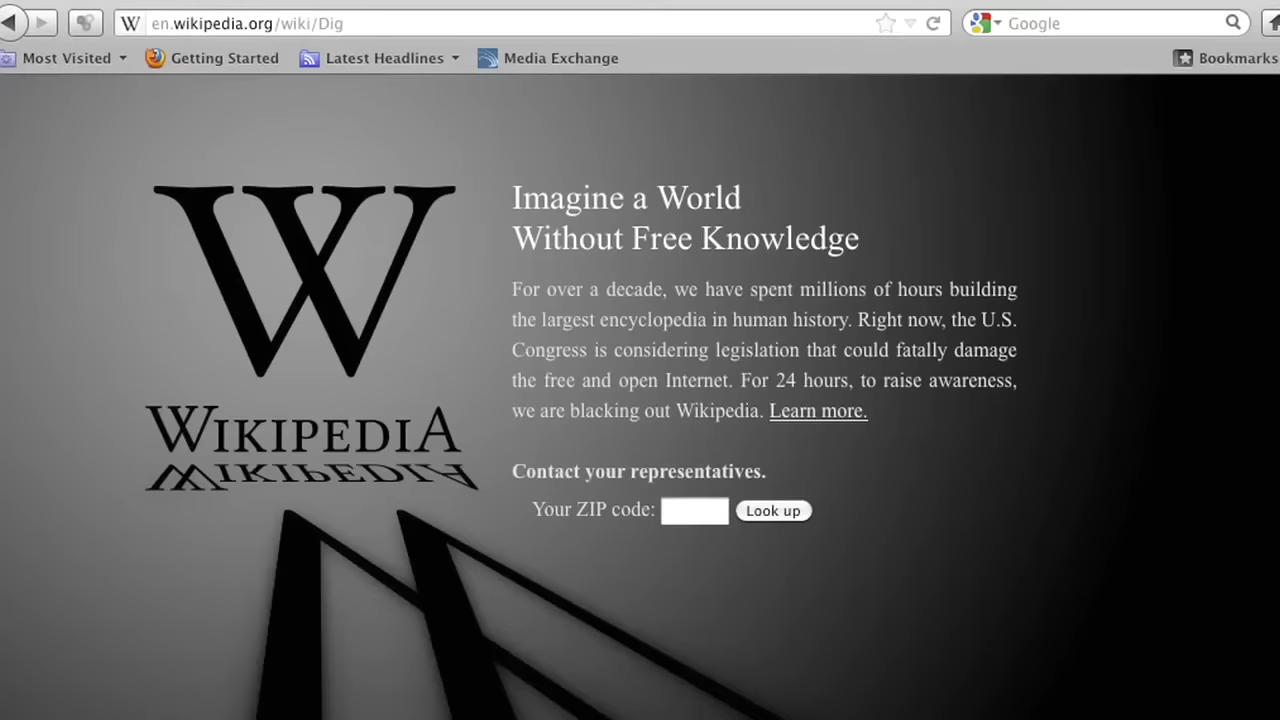 en.wikipedia.org/wiki/Dig
Google
Most Visited
Getting Started
Latest Headlines
Media Exchange
Bookmarks
W
WIKIPEDIA
Imagine a World
Without Free Knowledge
For over a decade, we have spent millions of hours building
the largest encyclopedia in human history. Right now, the U.S.
Congress is considering legislation that could fatally damage
the free and open Internet. For 24 hours, to raise awareness,
we are blacking out Wikipedia. Learn more.
Contact your representatives.
Your ZIP code:
Look up